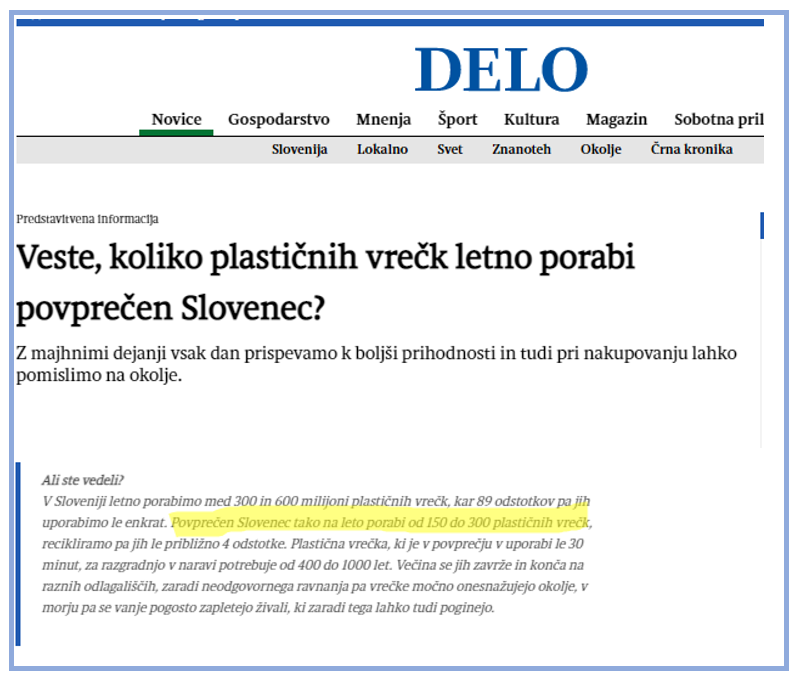 DELO
Novice Gospodarstvo Mnenja Šport Kultura Magazin Sobotna pril
Slovenija Lokalno Svet Znanoteh Okolje Črna kronika
Predstavitvena informacija
Veste, koliko plastičnih vrečk letno porabi
povprečen Slovenec?
Z majhnimi dejanji vsak dan prispevamo k boljši prihodnosti in tudi pri nakupovanju lahko
pomislimo na okolje.
Ali ste vedeli?
V Sloveniji letno porabimo med 300 in 600 milijoni plastičnih vrečk, kar 89 odstotkov pa jih
uporabimo le enkrat. Povprečen Slovenec tako na leto porabi od 150 do 300 plastičnih vrečk,
recikliramo pa jih le približno 4 odstotke. Plastična vrečka, ki je v povprečju v uporabi le 30
minut, za razgradnjo v naravi potrebuje od 400 do 1000 let. Večina se jih zavrže in konča na
raznih odlagališčih, zaradi neodgovornega ravnanja pa vrečke močno onesnažujejo okolje, v
morju pa se vanje pogosto zapletejo živali, ki zaradi tega lahko tudi poginejo.